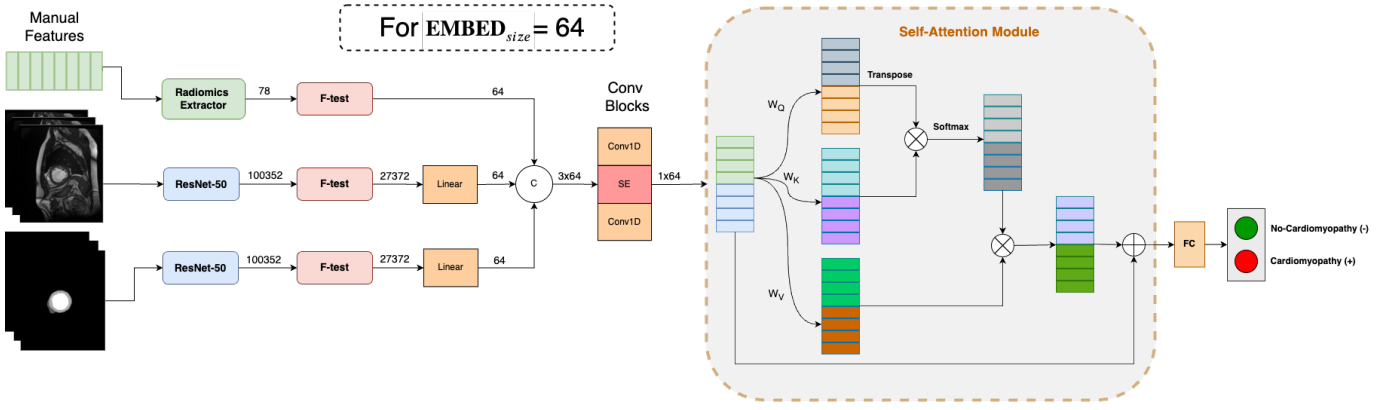 Manual
Features
For EMBED size = 64
Radiomics
Extractor
78
F-test
64
ResNet-50
100352
F-test
27372
Linear
64
C
3x64
ResNet-50
100352
F-test
27372
Linear
64
Conv
Blocks
Conv1D
SE
Conv1D
1x64
Self-Attention Module
W_Q
W_K
W_V
Transpose
Softmax
FC
No-Cardiomyopathy (-)
Cardiomyopathy (+)